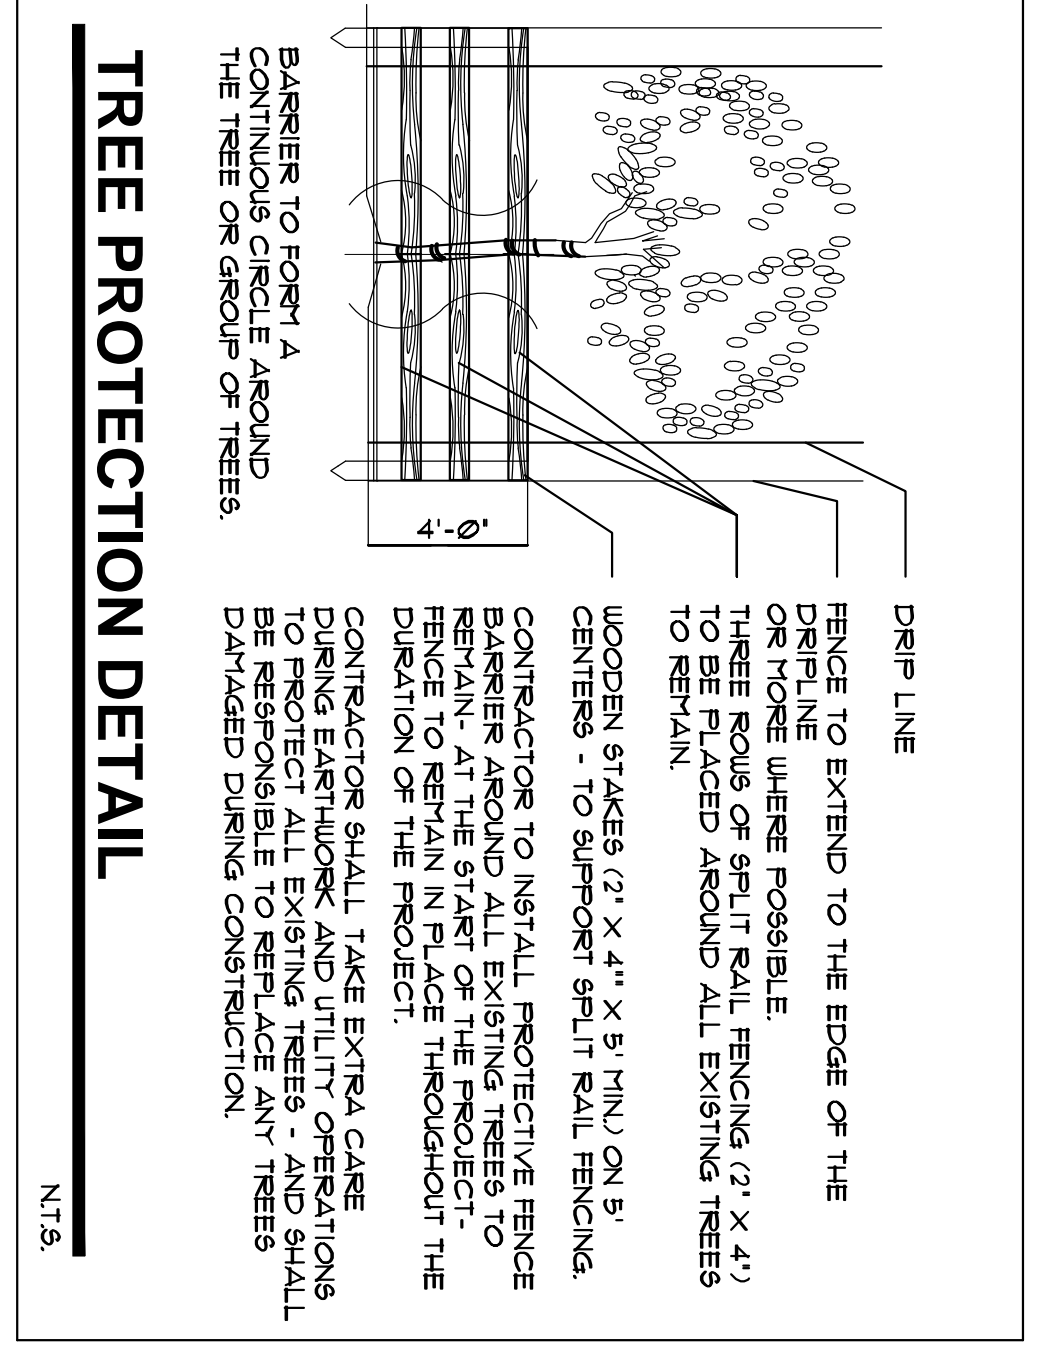 DRIP LINE
FENCE TO EXTEND TO THE EDGE OF THE
DRIPLINE
OR MORE WHERE POSSIBLE.
THREE ROWS OF SPLIT RAIL FENCING (2" X 4")
TO BE PLACED AROUND ALL EXISTING TREES
TO REMAIN.
WOODEN STAKES (2" X 4"" X 5' MIN.) ON 5'
CENTERS - TO SUPPORT SPLIT RAIL FENCING.
CONTRACTOR TO INSTALL PROTECTIVE FENCE
BARRIER AROUND ALL EXISTING TREES TO
REMAIN- AT THE START OF THE PROJECT-
FENCE TO REMAIN IN PLACE THROUGHOUT THE
DURATION OF THE PROJECT.
CONTRACTOR SHALL TAKE EXTRA CARE
DURING EARTHWORK AND UTILITY OPERATIONS
TO PROTECT ALL EXISTING TREES - AND SHALL
BE RESPONSIBLE TO REPLACE ANY TREES
DAMAGED DURING CONSTRUCTION.
4'-0"
BARRIER TO FORM A
CONTINUOUS CIRCLE AROUND
THE TREE OR GROUP OF TREES.
TREE PROTECTION DETAIL
N.T.S.